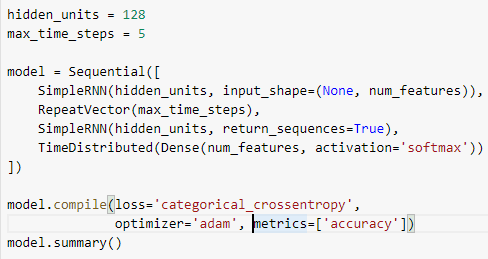 hidden_units = 128
max_time_steps = 5
model = Sequential([
    SimpleRNN(hidden_units, input_shape=(None, num_features)),
    RepeatVector(max_time_steps),
    SimpleRNN(hidden_units, return_sequences=True),
    TimeDistributed(Dense(num_features, activation='softmax'))
])
model.compile(loss='categorical_crossentropy',
              optimizer='adam', metrics=['accuracy'])
model.summary()